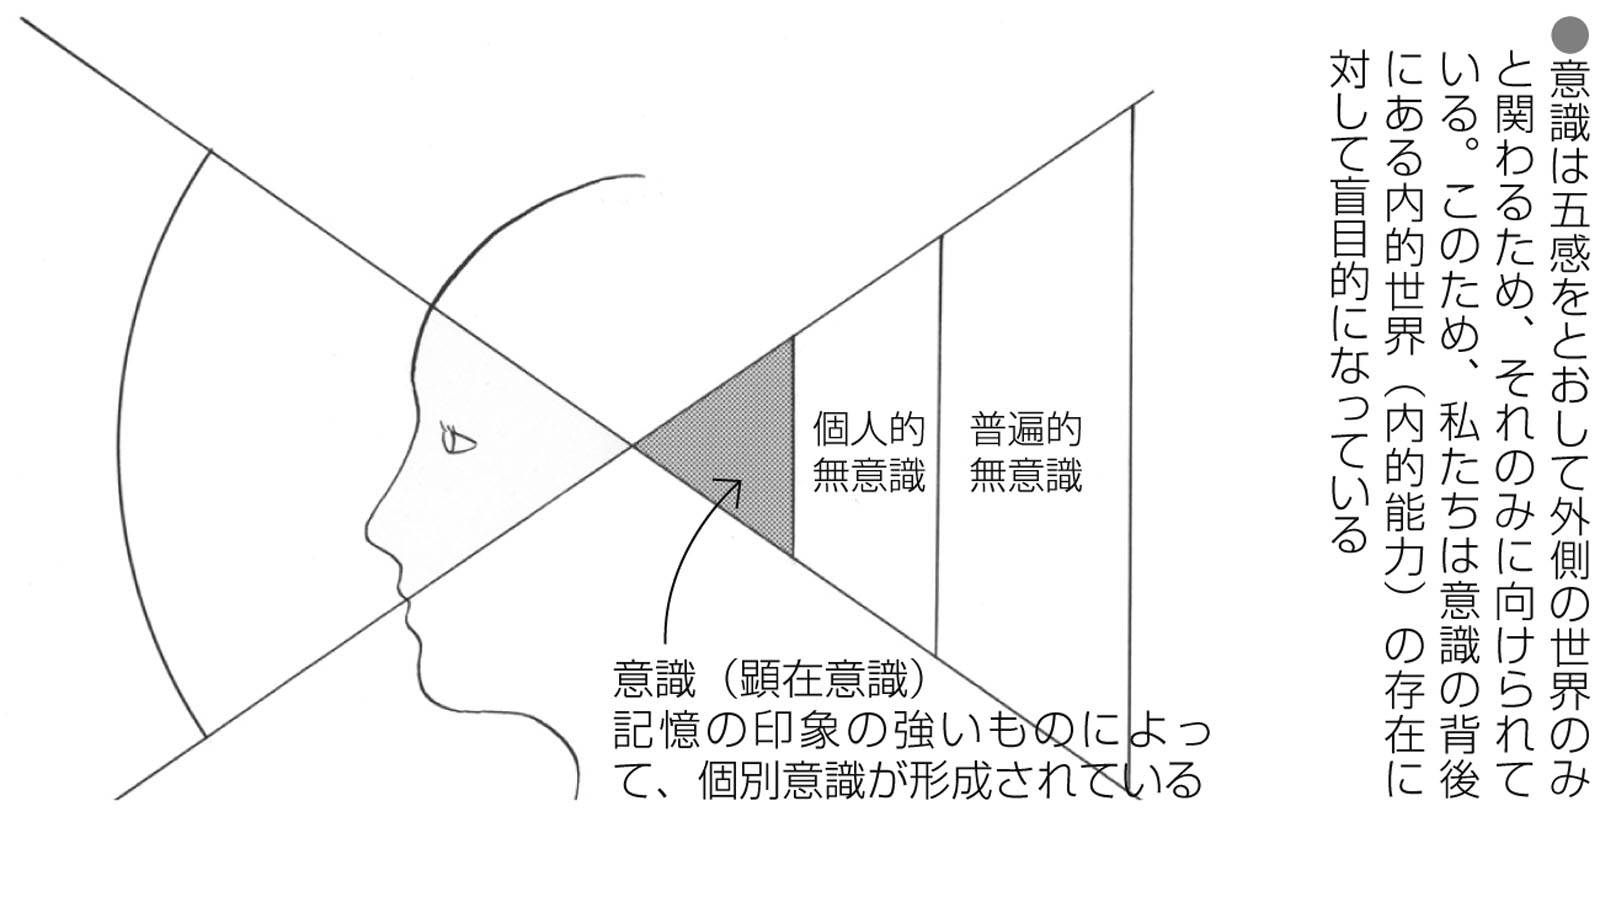 ●意識は五感をとおして外側の世界のみ
と関わるため、それのみに向けられて
いる。このため、私たちは意識の背後
にある内的世界（内的能力）の存在に
対して盲目的になっている
個人的
無意識
普遍的
無意識
意識（顕在意識）
記憶の印象の強いものによっ
て、個別意識が形成されている